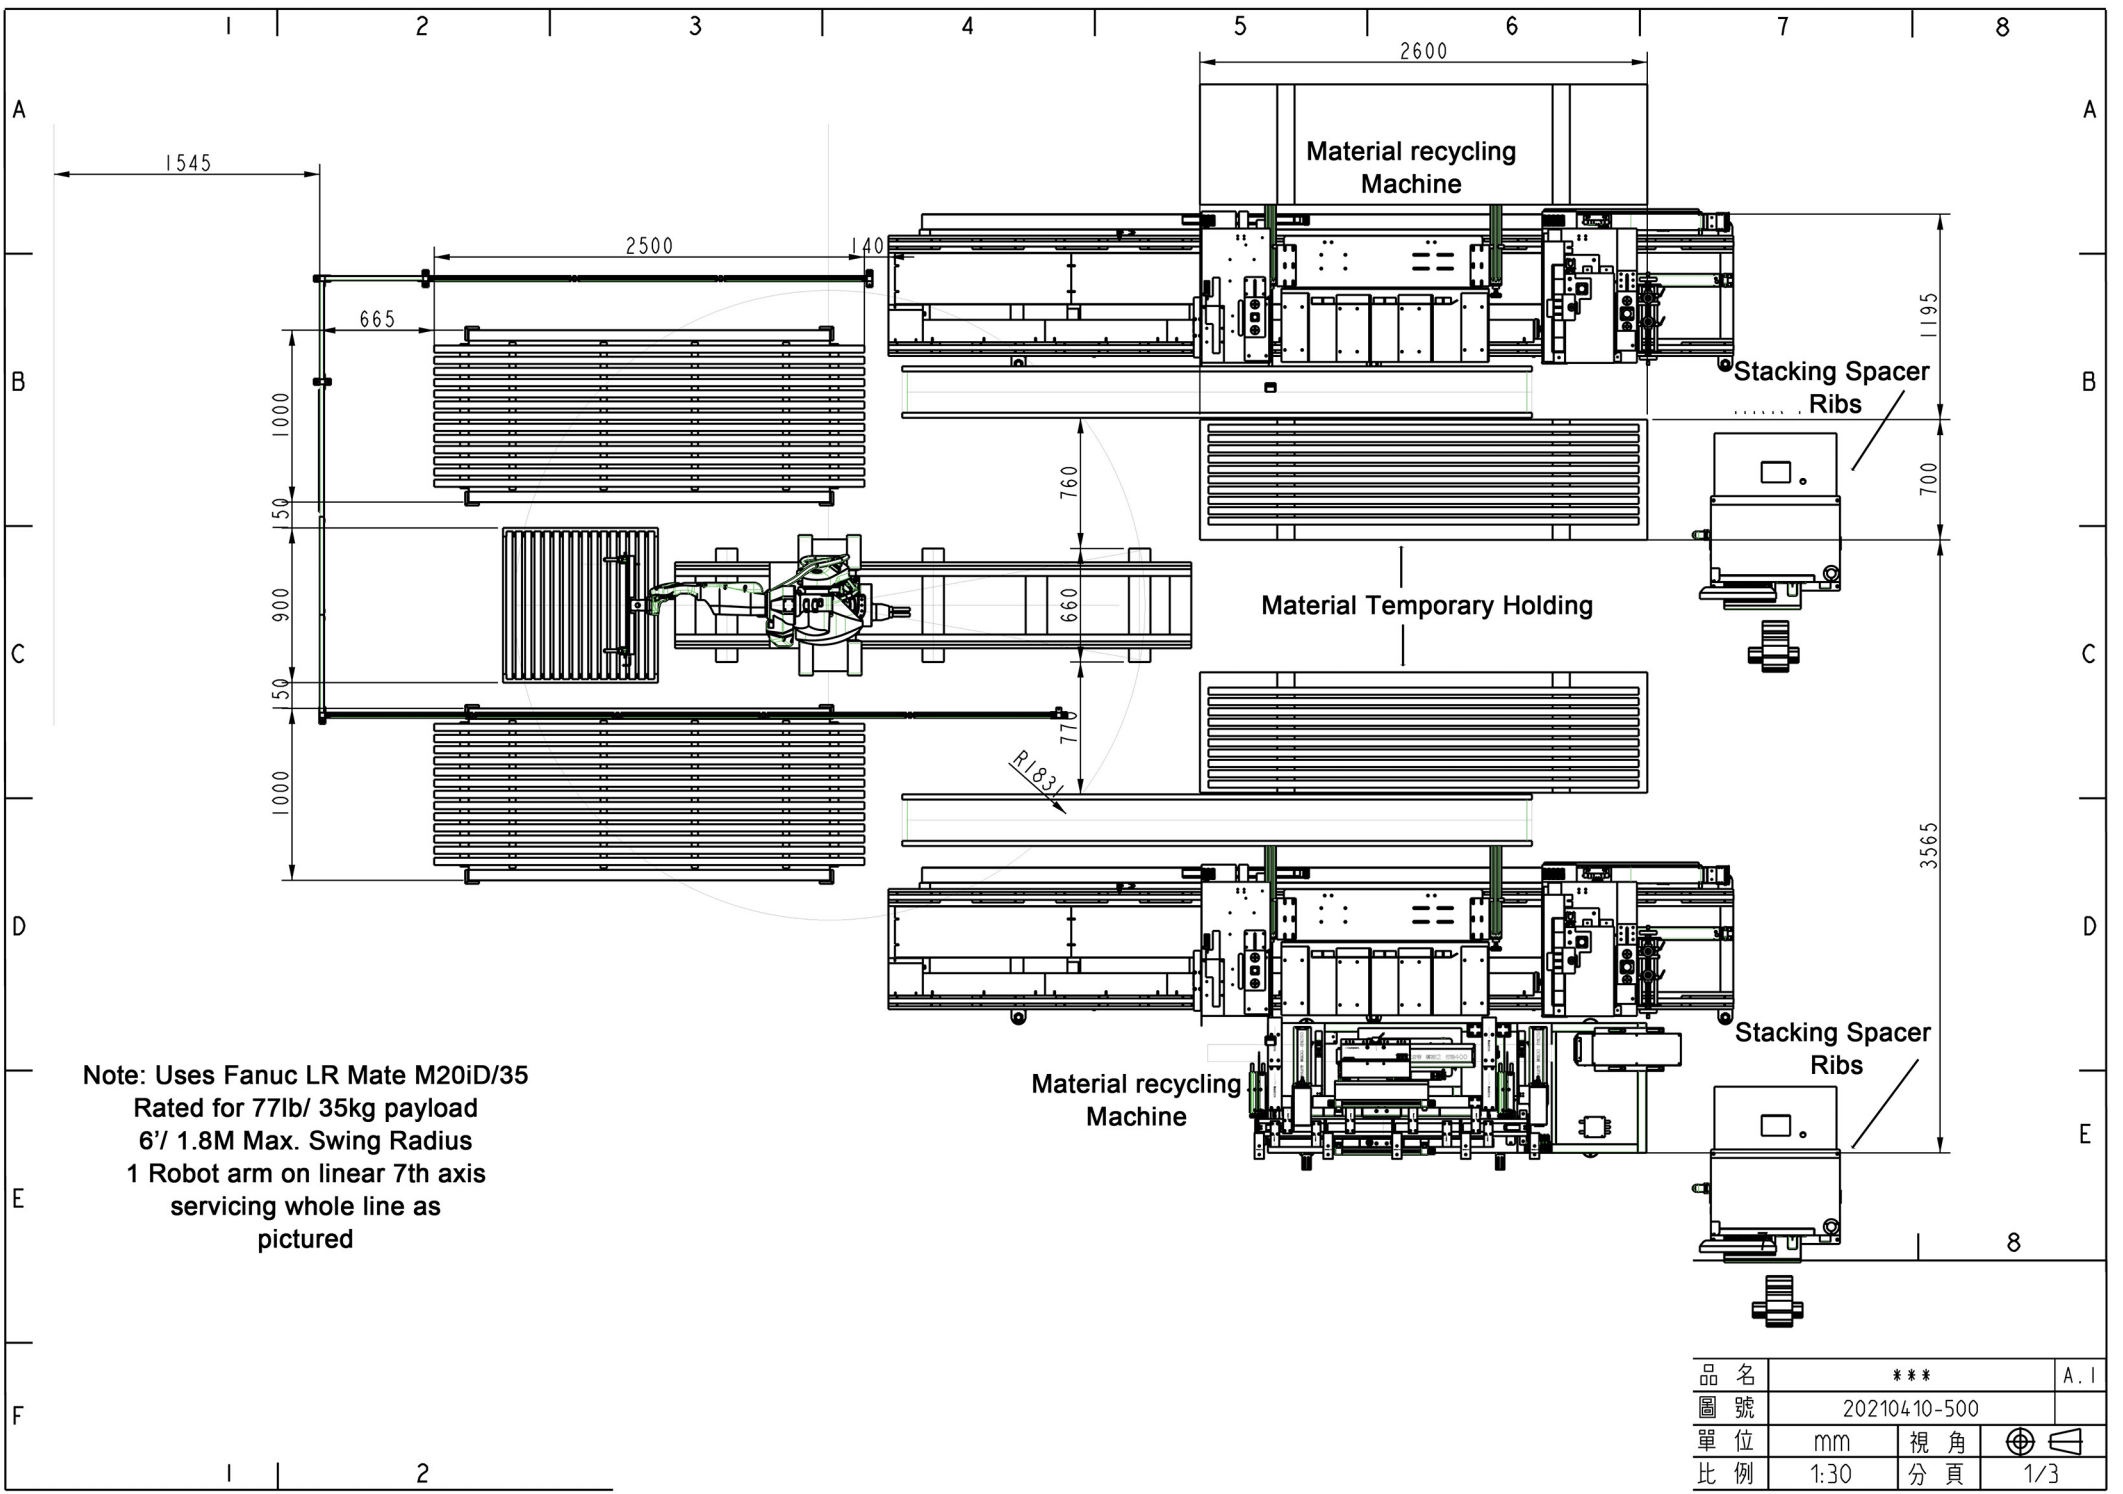 1 2 3 4 5 6 7 8
2600
A A
Material recycling
Machine
1545
2500 140
665
1195
Stacking Spacer
Ribs
B B
1000
760
700
150
900
660
Material Temporary Holding
C C
150
770
R1831
1000
3565
D D
Stacking Spacer
Ribs
Note: Uses Fanuc LR Mate M20iD/35
Rated for 77lb/ 35kg payload
6’/ 1.8M Max. Swing Radius
1 Robot arm on linear 7th axis
servicing whole line as
pictured
Material recycling
Machine
E
E
8
品名 *** A.1
圖號 20210410-500
單位 mm 視角
比例 1:30 分頁 1/3
F
1 2